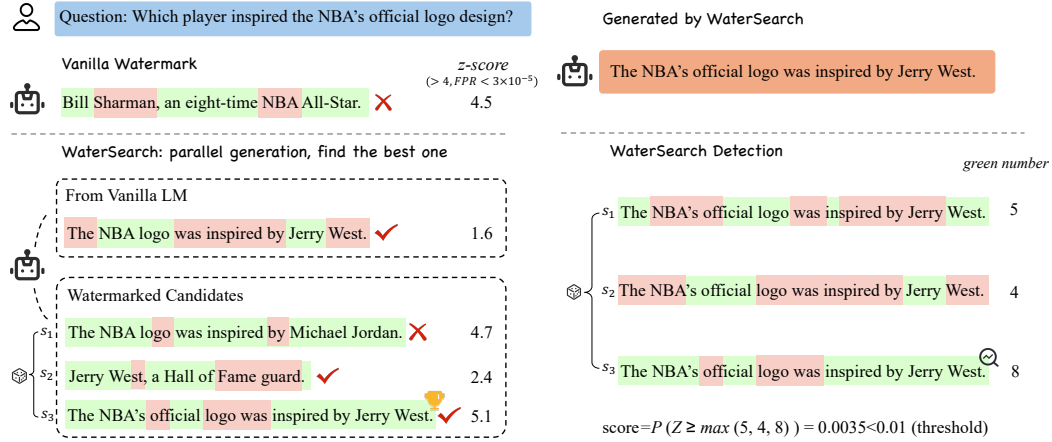 Question: Which player inspired the NBA's official logo design?
Vanilla Watermark
z-score
(> 4, FPR < 3×10⁻⁵)
Bill Sharman, an eight-time NBA All-Star.
4.5
WaterSearch: parallel generation, find the best one
From Vanilla LM
The NBA logo was inspired by Jerry West.
1.6
Watermarked Candidates
s₁ The NBA logo was inspired by Michael Jordan.
4.7
s₂ Jerry West, a Hall of Fame guard.
2.4
s₃ The NBA's official logo was inspired by Jerry West.
5.1
Generated by WaterSearch
The NBA's official logo was inspired by Jerry West.
WaterSearch Detection
green number
s₁ The NBA's official logo was inspired by Jerry West.
5
s₂ The NBA's official logo was inspired by Jerry West.
4
s₃ The NBA's official logo was inspired by Jerry West.
8
score=P (Z ≥ max (5, 4, 8) ) = 0.0035<0.01 (threshold)